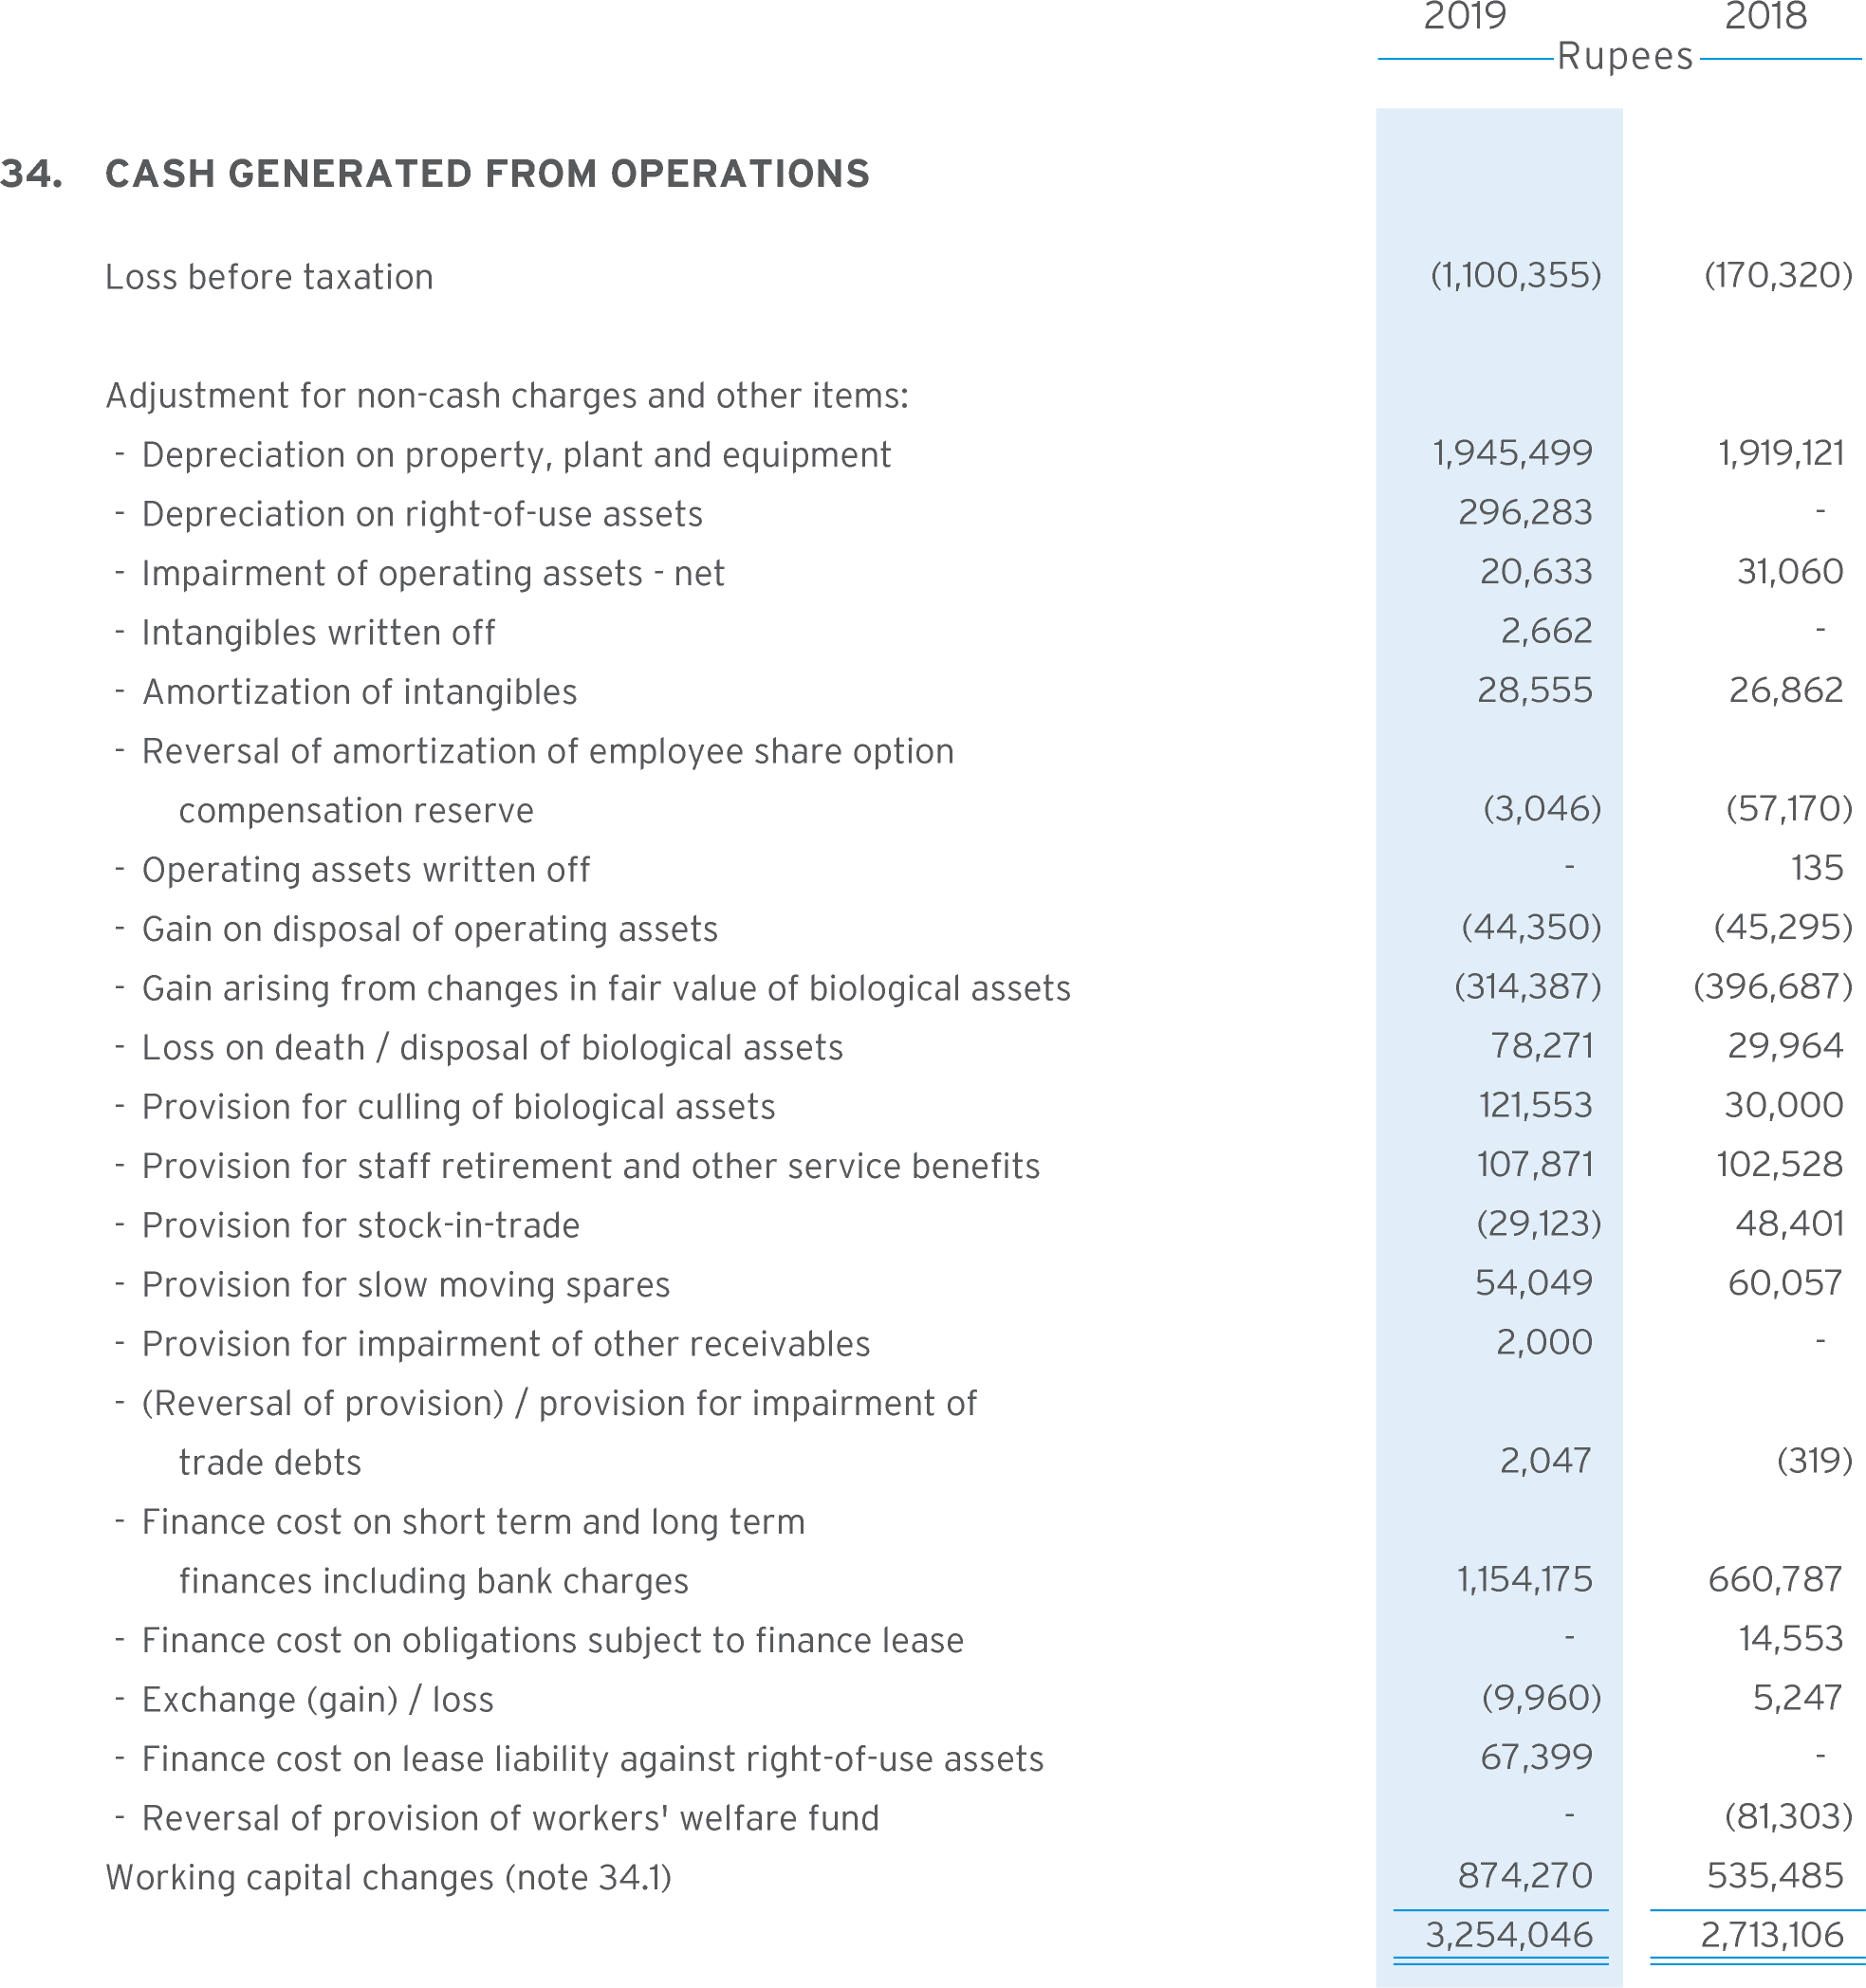 2019 2018
Rupees
34. CASH GENERATED FROM OPERATIONS
Loss before taxation (1,100,355) (170,320)
Adjustment for non-cash charges and other items:
- Depreciation on property, plant and equipment 1,945,499 1,919,121
- Depreciation on right-of-use assets 296,283 -
- Impairment of operating assets - net 20,633 31,060
- Intangibles written off 2,662 -
- Amortization of intangibles 28,555 26,862
- Reversal of amortization of employee share option
compensation reserve (3,046) (57,170)
- Operating assets written off - 135
- Gain on disposal of operating assets (44,350) (45,295)
- Gain arising from changes in fair value of biological assets (314,387) (396,687)
- Loss on death / disposal of biological assets 78,271 29,964
- Provision for culling of biological assets 121,553 30,000
- Provision for staff retirement and other service benefits 107,871 102,528
- Provision for stock-in-trade (29,123) 48,401
- Provision for slow moving spares 54,049 60,057
- Provision for impairment of other receivables 2,000 -
- (Reversal of provision) / provision for impairment of
trade debts 2,047 (319)
- Finance cost on short term and long term
finances including bank charges 1,154,175 660,787
- Finance cost on obligations subject to finance lease - 14,553
- Exchange (gain) / loss (9,960) 5,247
- Finance cost on lease liability against right-of-use assets 67,399 -
- Reversal of provision of workers' welfare fund - (81,303)
Working capital changes (note 34.1) 874,270 535,485
3,254,046 2,713,106